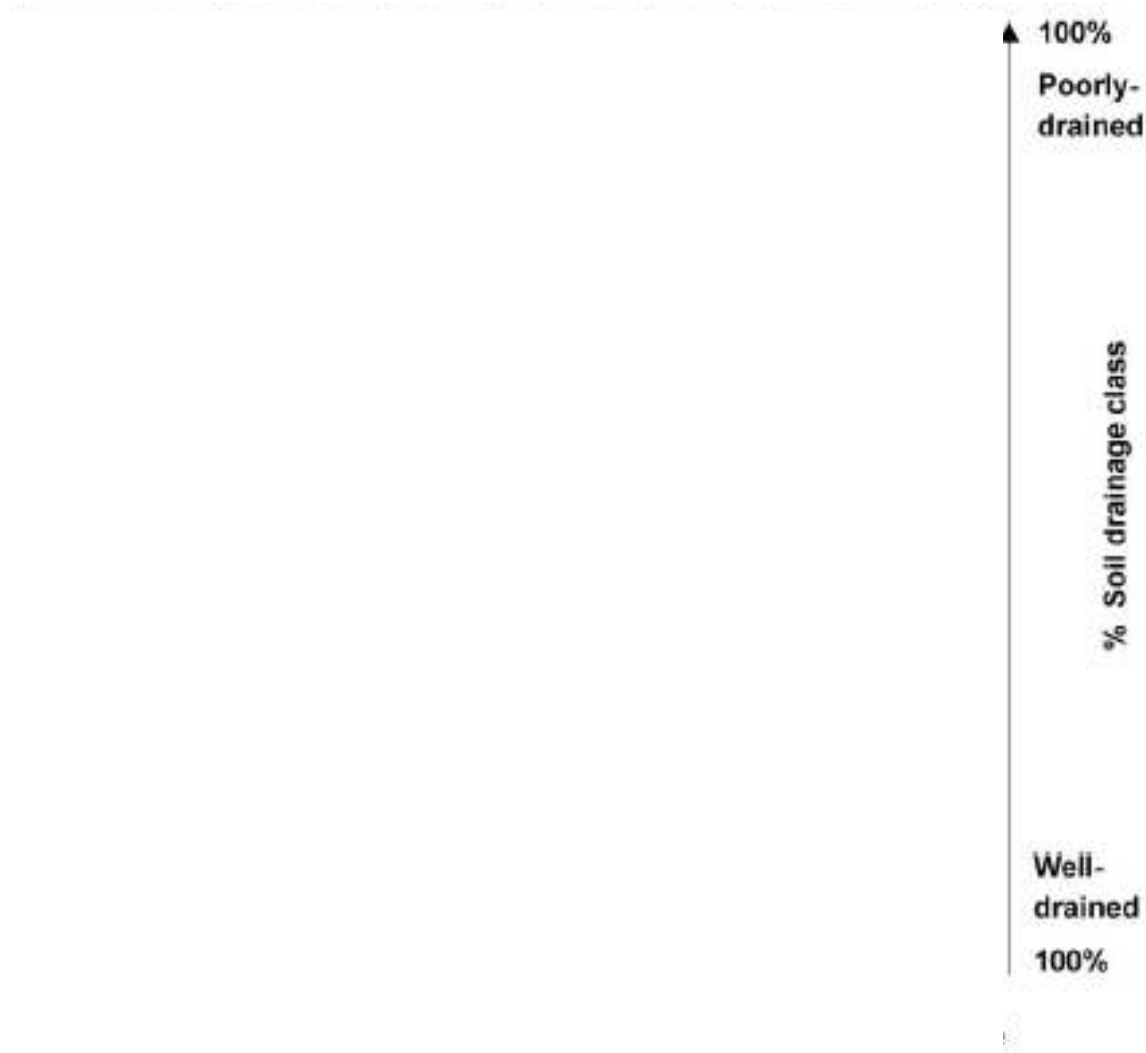 100%
Poorly-
drained
% Soil drainage class
Well-
drained
100%